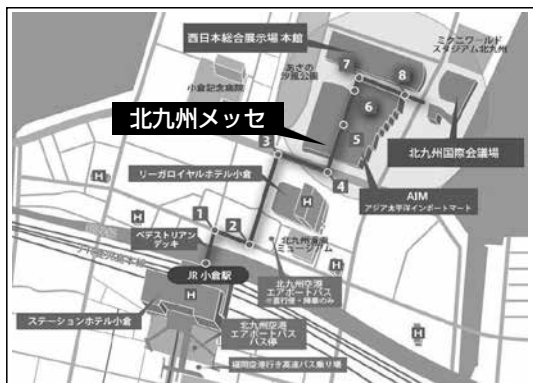 西日本総合展示場 本館
ミクニワールド
スタジアム北九州
あさの
汐風公園
7
8
小倉記念病院
6
北九州メッセ
5
北九州国際会議場
3
リーガロイヤルホテル小倉
4
H
AIM
アジア太平洋インポートマート
H
H
1
2
ペデストリアン
デッキ
北九州漫画
ミュージアム
JR 小倉駅
H
北九州空港
エアポートバス
H
ステーションホテル小倉
北九州空港
エアポートバス
バス停
H
福岡空港行き高速バス乗り場